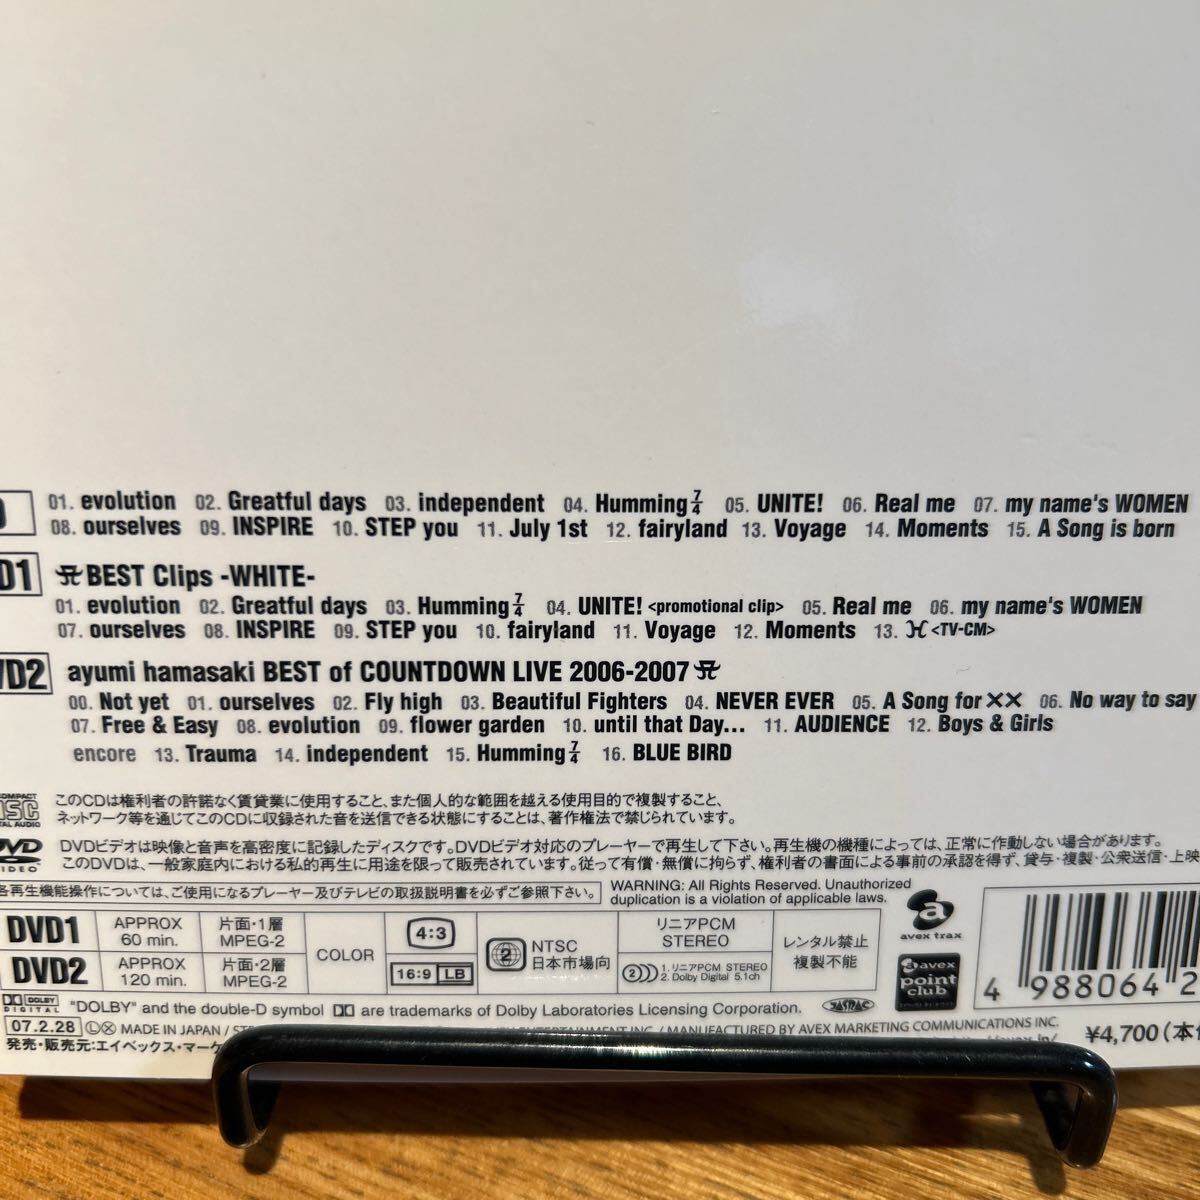 01. evolution 02. Greatful days 03. independent 04. Humming 7/4 05. UNITE! 06. Real me 07. my name's WOMEN
08. ourselves 09. INSPIRE 10. STEP you 11. July 1st 12. fairyland 13. Voyage 14. Moments 15. A Song is born
D1 BEST Clips -WHITE-
01. evolution 02. Greatful days 03. Humming 7/4 04. UNITE! <promotional clip> 05. Real me 06. my name's WOMEN
07. ourselves 08. INSPIRE 09. STEP you 10. fairyland 11. Voyage 12. Moments 13. H <TV-CM>
VD2 ayumi hamasaki BEST of COUNTDOWN LIVE 2006-2007
00. Not yet 01. ourselves 02. Fly high 03. Beautiful Fighters 04. NEVER EVER 05. A Song for ×× 06. No way to say
07. Free & Easy 08. evolution 09. flower garden 10. until that Day... 11. AUDIENCE 12. Boys & Girls
encore 13. Trauma 14. independent 15. Humming 7/4 16. BLUE BIRD
このCDは権利者の許諾なく賃貸業に使用すること、また個人的な範囲を越える使用目的で複製すること、
ネットワーク等を通じてこのCDに収録された音を送信できる状態にすることは、著作権法で禁じられています。
DVDビデオは映像と音声を高密度に記録したディスクです。DVDビデオ対応のプレーヤーで再生して下さい。再生機の機種によっては、正常に作動しない場合があります。
このDVDは、一般家庭内における私的再生に用途を限って販売されています。従って有償・無償に拘らず、権利者の書面による事前の承認を得ず、貸与・複製・公衆送信・上映
各再生機能操作については、ご使用になるプレーヤー及びテレビの取扱説明書を必ずご参照下さい。
WARNING: All Rights Reserved. Unauthorized
duplication is a violation of applicable laws.
DVD1 APPROX 60 min. 片面・1層 MPEG-2
DVD2 APPROX 120 min. 片面・2層 MPEG-2
COLOR
4:3
16:9 LB
2 NTSC 日本市場向
リニアPCM STEREO
2 1.リニアPCM STEREO
2. Dolby Digital 5.1ch
レンタル禁止
複製不能
avex trax
avex point club
4 988064 2
DOLBY DIGITAL "DOLBY" and the double-D symbol are trademarks of Dolby Laboratories Licensing Corporation.
JASRAC
07.2.28 MADE IN JAPAN
MANUFACTURED BY AVEX MARKETING COMMUNICATIONS INC.
発売・販売元:エイベックス・マーケ
¥4,700